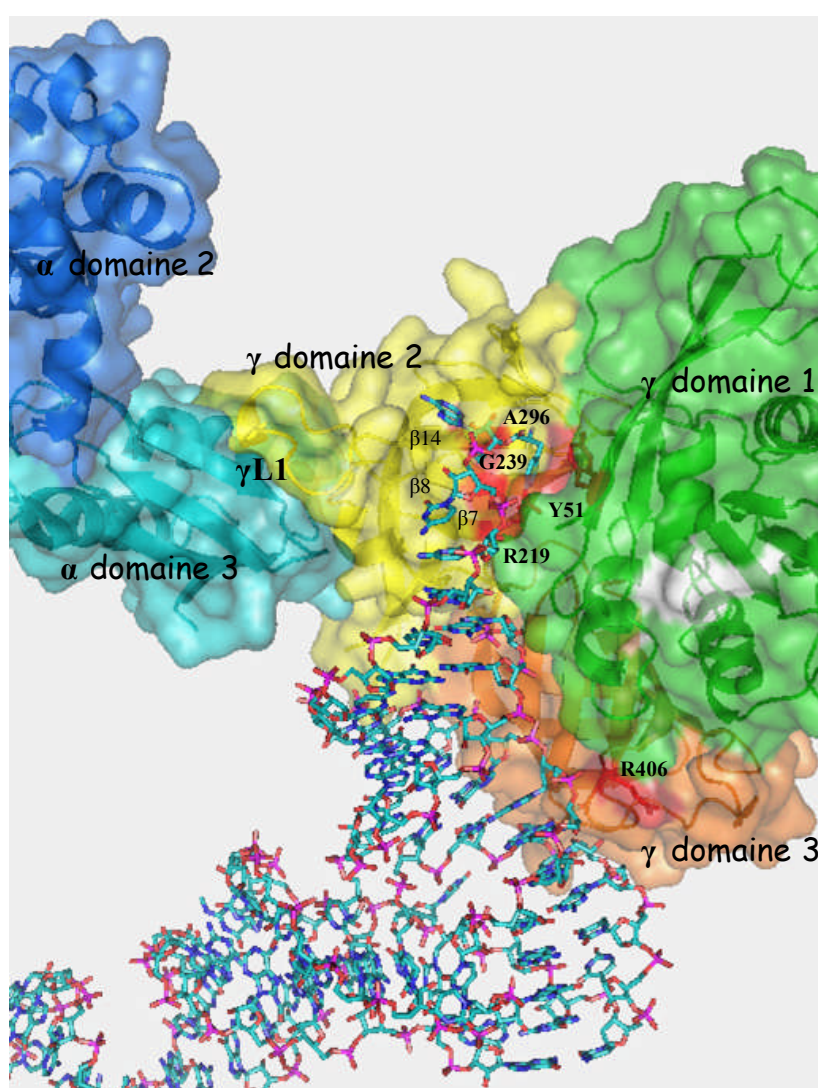 α domaine 2
γ domaine 2
γ domaine 1
A296
β14
G239
γL1
β8
β7
Y51
R219
α domaine 3
R406
γ domaine 3